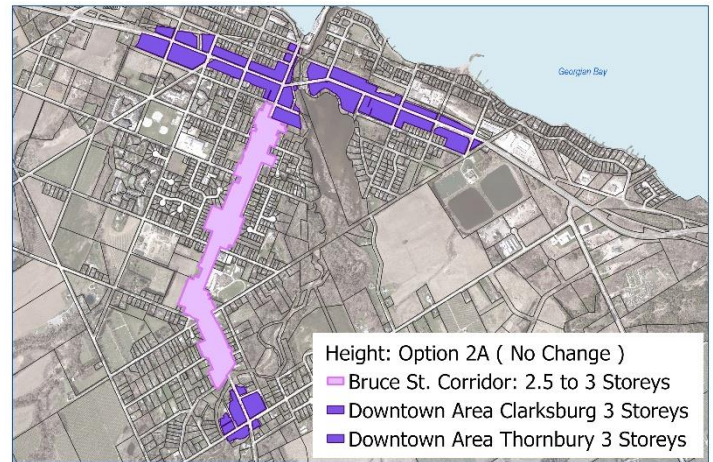 Georgian Bay
Height: Option 2A ( No Change )
Bruce St. Corridor: 2.5 to 3 Storeys
Downtown Area Clarksburg 3 Storeys
Downtown Area Thornbury 3 Storeys